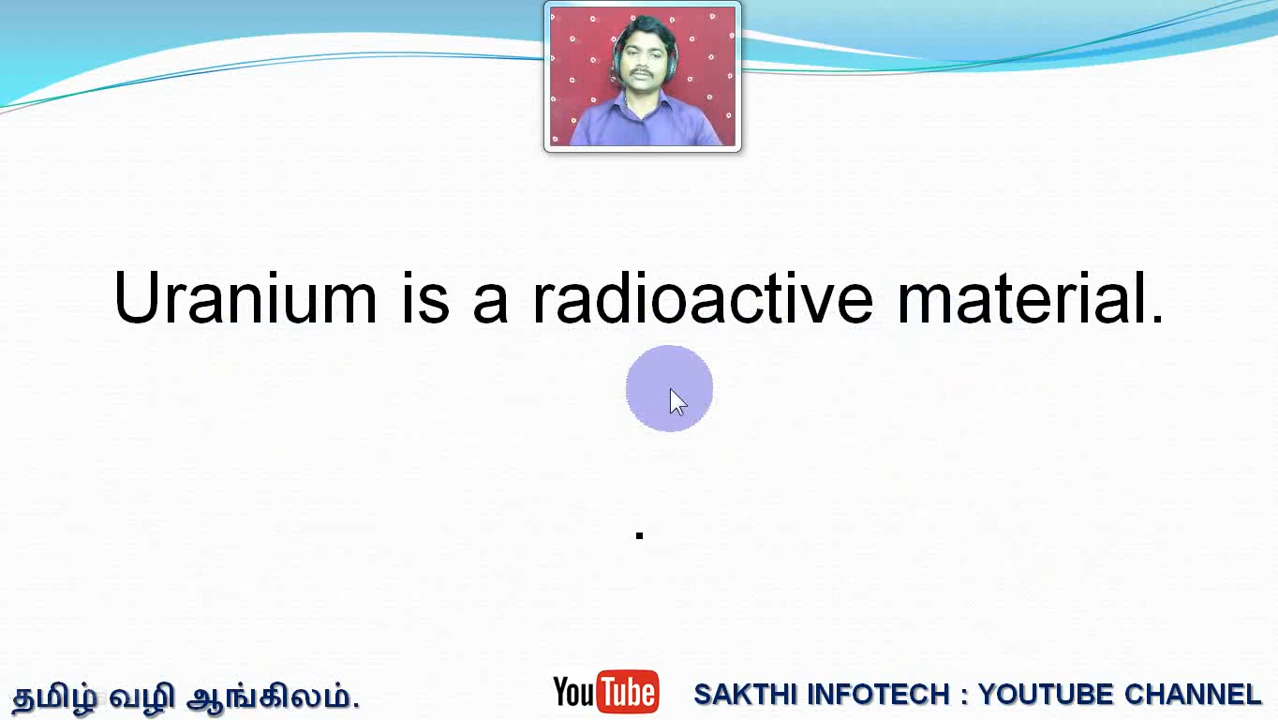 Uranium is a radioactive material.
.
தமிழ் வழி ஆங்கிலம். YouTube SAKTHI INFOTECH : YOUTUBE CHANNEL